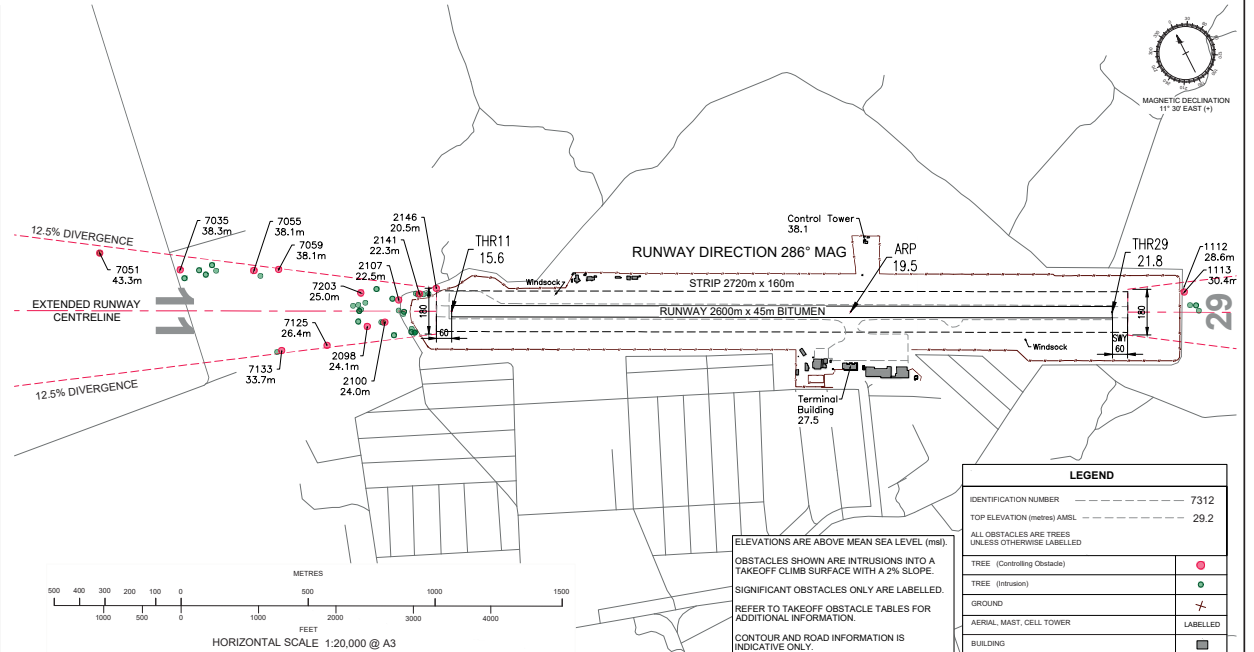 MAGNETIC DECLINATION
11° 30' EAST (+)
12.5% DIVERGENCE
7051
43.3m
7035
38.3m
7055
38.1m
7059
38.1m
2146
20.5m
2141
22.3m
2107
22.5m
7203
25.0m
THR11
15.6
Windsock
Control Tower
38.1
RUNWAY DIRECTION 286° MAG
ARP
19.5
THR29
21.8
1112
28.6m
1113
30.4m
STRIP 2720m x 160m
RUNWAY 2600m x 45m BITUMEN
EXTENDED RUNWAY
CENTRELINE
11
29
180
60
180
SWY
60
Windsock
7125
26.4m
7133
33.7m
2098
24.1m
2100
24.0m
12.5% DIVERGENCE
Terminal
Building
27.5
METRES
500 400 300 200 100 0 500 1000 1500
1000 500 0 1000 2000 3000 4000
FEET
HORIZONTAL SCALE 1:20,000 @ A3
ELEVATIONS ARE ABOVE MEAN SEA LEVEL (msl).
OBSTACLES SHOWN ARE INTRUSIONS INTO A
TAKEOFF CLIMB SURFACE WITH A 2% SLOPE.
SIGNIFICANT OBSTACLES ONLY ARE LABELLED.
REFER TO TAKEOFF OBSTACLE TABLES FOR
ADDITIONAL INFORMATION.
CONTOUR AND ROAD INFORMATION IS
INDICATIVE ONLY.
LEGEND
IDENTIFICATION NUMBER 7312
TOP ELEVATION (metres) AMSL 29.2
ALL OBSTACLES ARE TREES
UNLESS OTHERWISE LABELLED
TREE (Controlling Obstacle)
TREE (Intrusion)
GROUND
AERIAL, MAST, CELL TOWER LABELLED
BUILDING